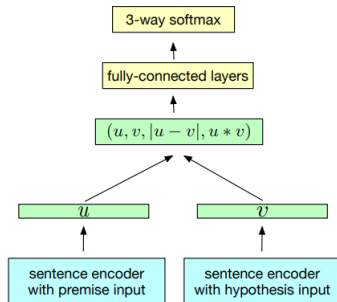 3-way softmax
fully-connected layers
(u, v, |u − v|, u ∗ v)
u
v
sentence encoder
with premise input
sentence encoder
with hypothesis input